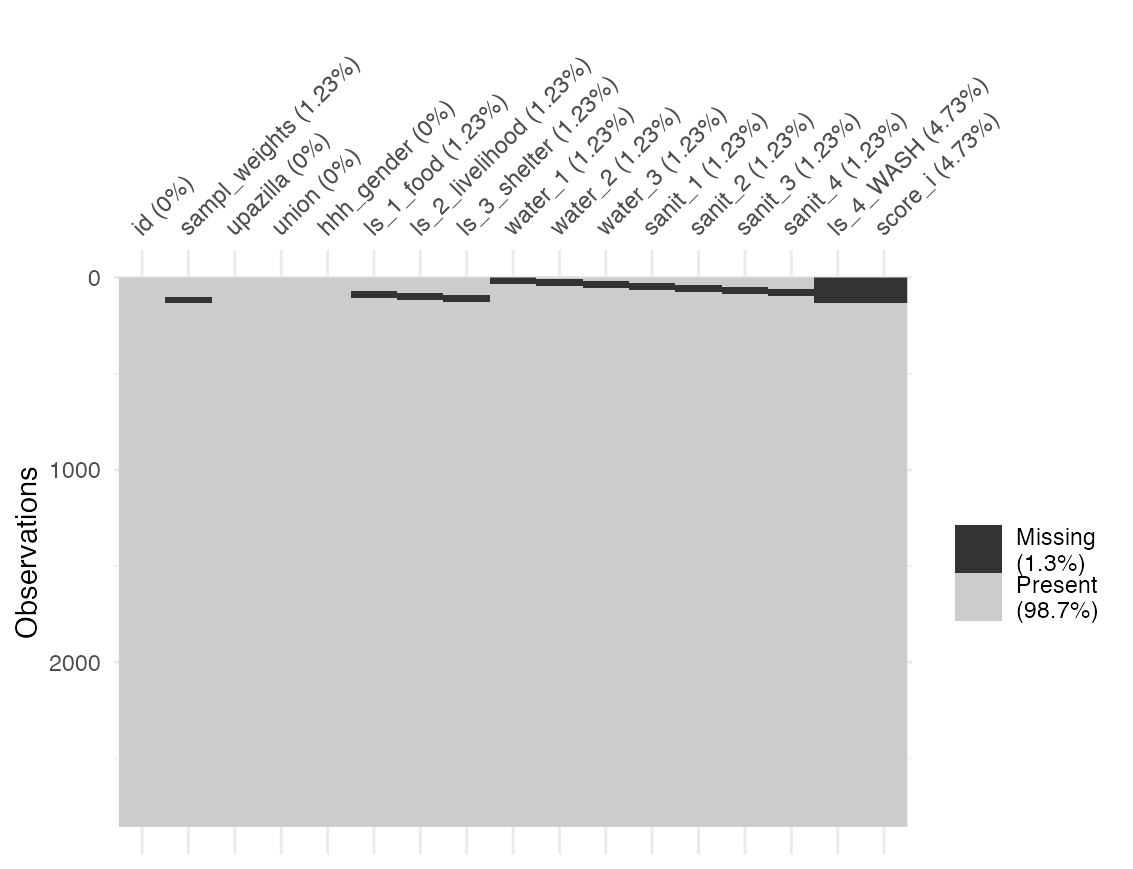 id (0%)
sampl_weights (1.23%)
upazilla (0%)
union (0%)
hhh_gender (0%)
ls_1_food (1.23%)
ls_2_livelihood (1.23%)
ls_3_shelter (1.23%)
water_1 (1.23%)
water_2 (1.23%)
water_3 (1.23%)
sanit_1 (1.23%)
sanit_2 (1.23%)
sanit_3 (1.23%)
sanit_4 (1.23%)
ls_4_WASH (4.73%)
score_i (4.73%)
0
1000
2000
Observations
Missing
(1.3%)
Present
(98.7%)